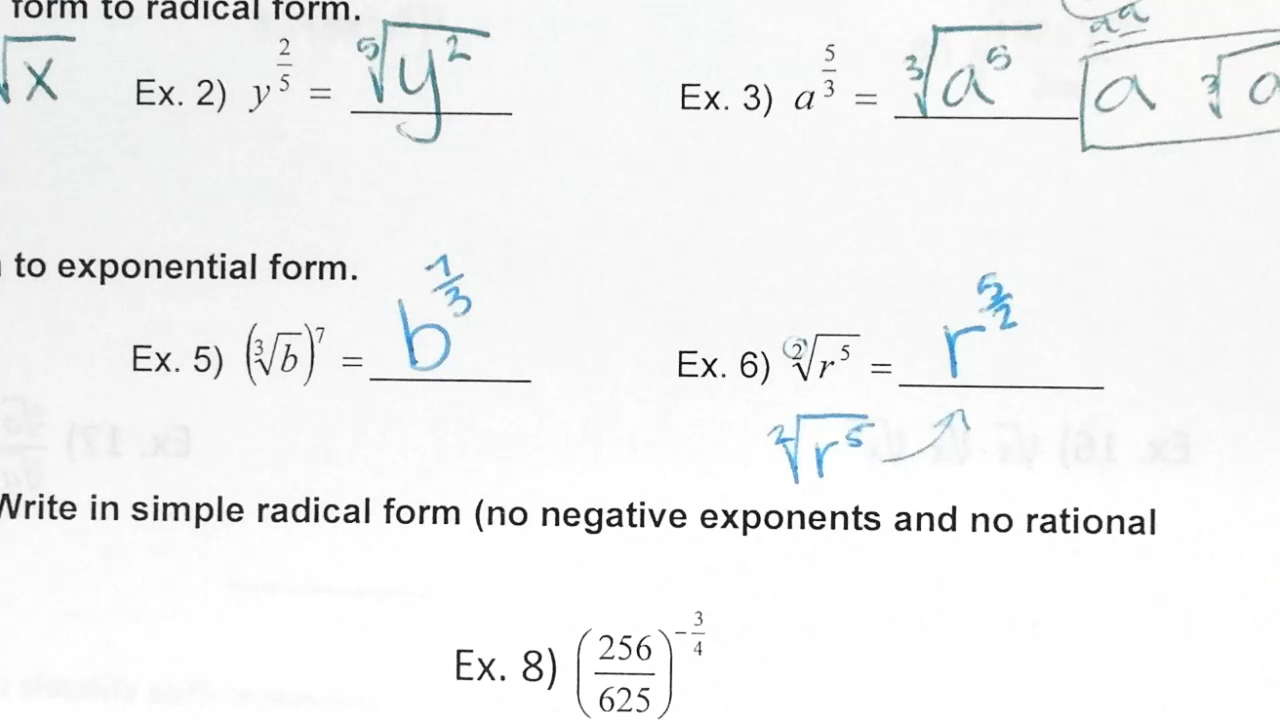 form to radical form.
√x Ex. 2) y^(2/5) = ⁵√y² Ex. 3) a^(5/3) = ³√a⁵ aa a ³√a
to exponential form.
Ex. 5) (³√b)⁷ = b^(7/3) Ex. 6) ²√r⁵ = r^(5/2)
²√r⁵
Write in simple radical form (no negative exponents and no rational
Ex. 8) (256/625)^(-3/4)